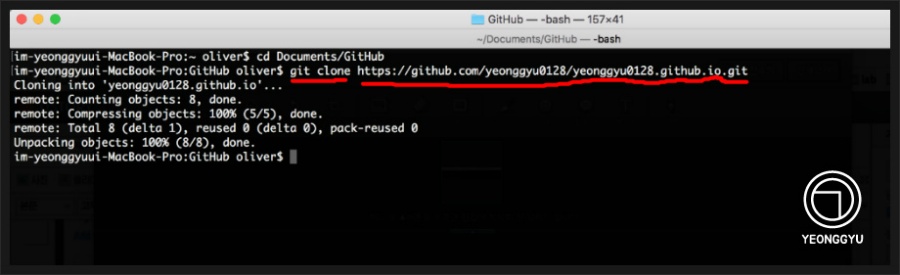 GitHub — -bash — 157×41
~/Documents/GitHub — -bash
im-yeonggyuui-MacBook-Pro:~ oliver$ cd Documents/GitHub
im-yeonggyuui-MacBook-Pro:GitHub oliver$ git clone https://github.com/yeonggyu0128/yeonggyu0128.github.io.git
Cloning into 'yeonggyu0128.github.io'...
remote: Counting objects: 8, done.
remote: Compressing objects: 100% (5/5), done.
remote: Total 8 (delta 1), reused 0 (delta 0), pack-reused 0
Unpacking objects: 100% (8/8), done.
im-yeonggyuui-MacBook-Pro:GitHub oliver$
YEONGGYU